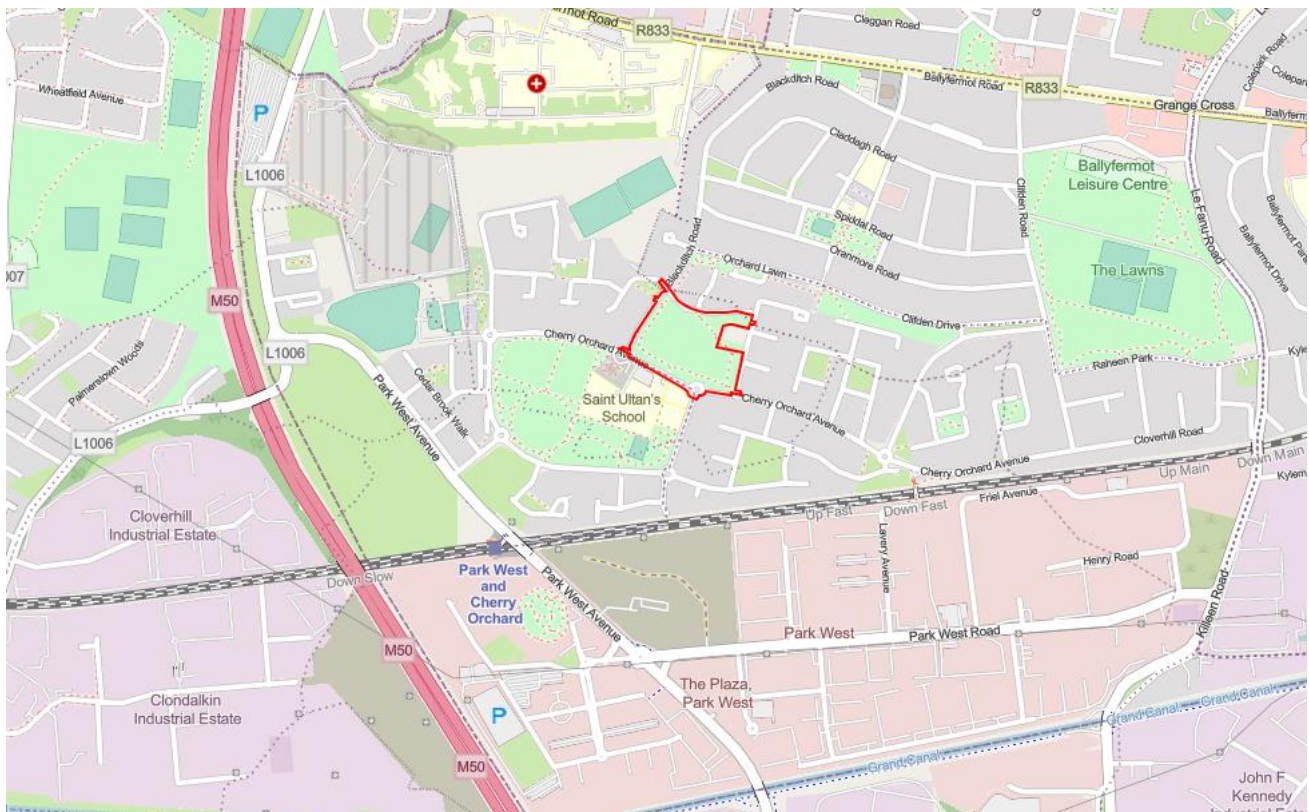 R833
Claggan Road
Wheatfield Avenue
P
Blackditch Road
Ballyfermot Road
R833
Colepark Road
Grange Cross
Claddagh Road
L1006
Ballyfermot
Leisure Centre
Clifden Road
Le Fanu Road
Spiddal Road
Oranmore Road
Ballyfermot Drive
Blackditch Road
Orchard Lawn
The Lawns
M50
Clifden Drive
Cherry Orchard Avenue
L1006
Palmerstown Woods
Raheen Park
Cedar Brook Walk
Park West Avenue
Saint Ultan's
School
Cherry Orchard Avenue
L1006
Cloverhill Road
Cherry Orchard Avenue
Up Main
Down Main
Friel Avenue
Up Fast
Down Fast
Cloverhill
Industrial Estate
Lavery Avenue
Henry Road
Down Slow
Park West
and
Cherry
Orchard
Park West Avenue
Killeen Road
Park West
Park West Road
M50
Clondalkin
Industrial Estate
The Plaza,
Park West
P
Grand Canal
Grand Canal
Grand Canal
M50
John F
Kennedy